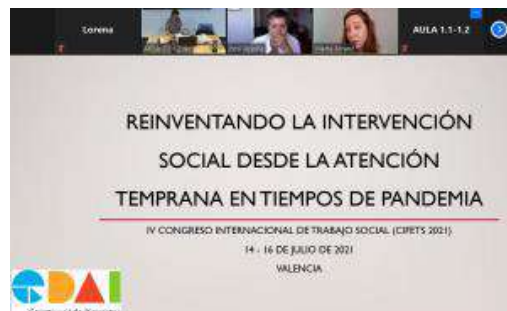 Lorena
AULA 1.1-1.2
REINVENTANDO LA INTERVENCIÓN
SOCIAL DESDE LA ATENCIÓN
TEMPRANA EN TIEMPOS DE PANDEMIA
IV CONGRESO INTERNACIONAL DE TRABAJO SOCIAL (CIFETS 2021)
14 - 16 DE JULIO DE 2021
VALENCIA
CDAI